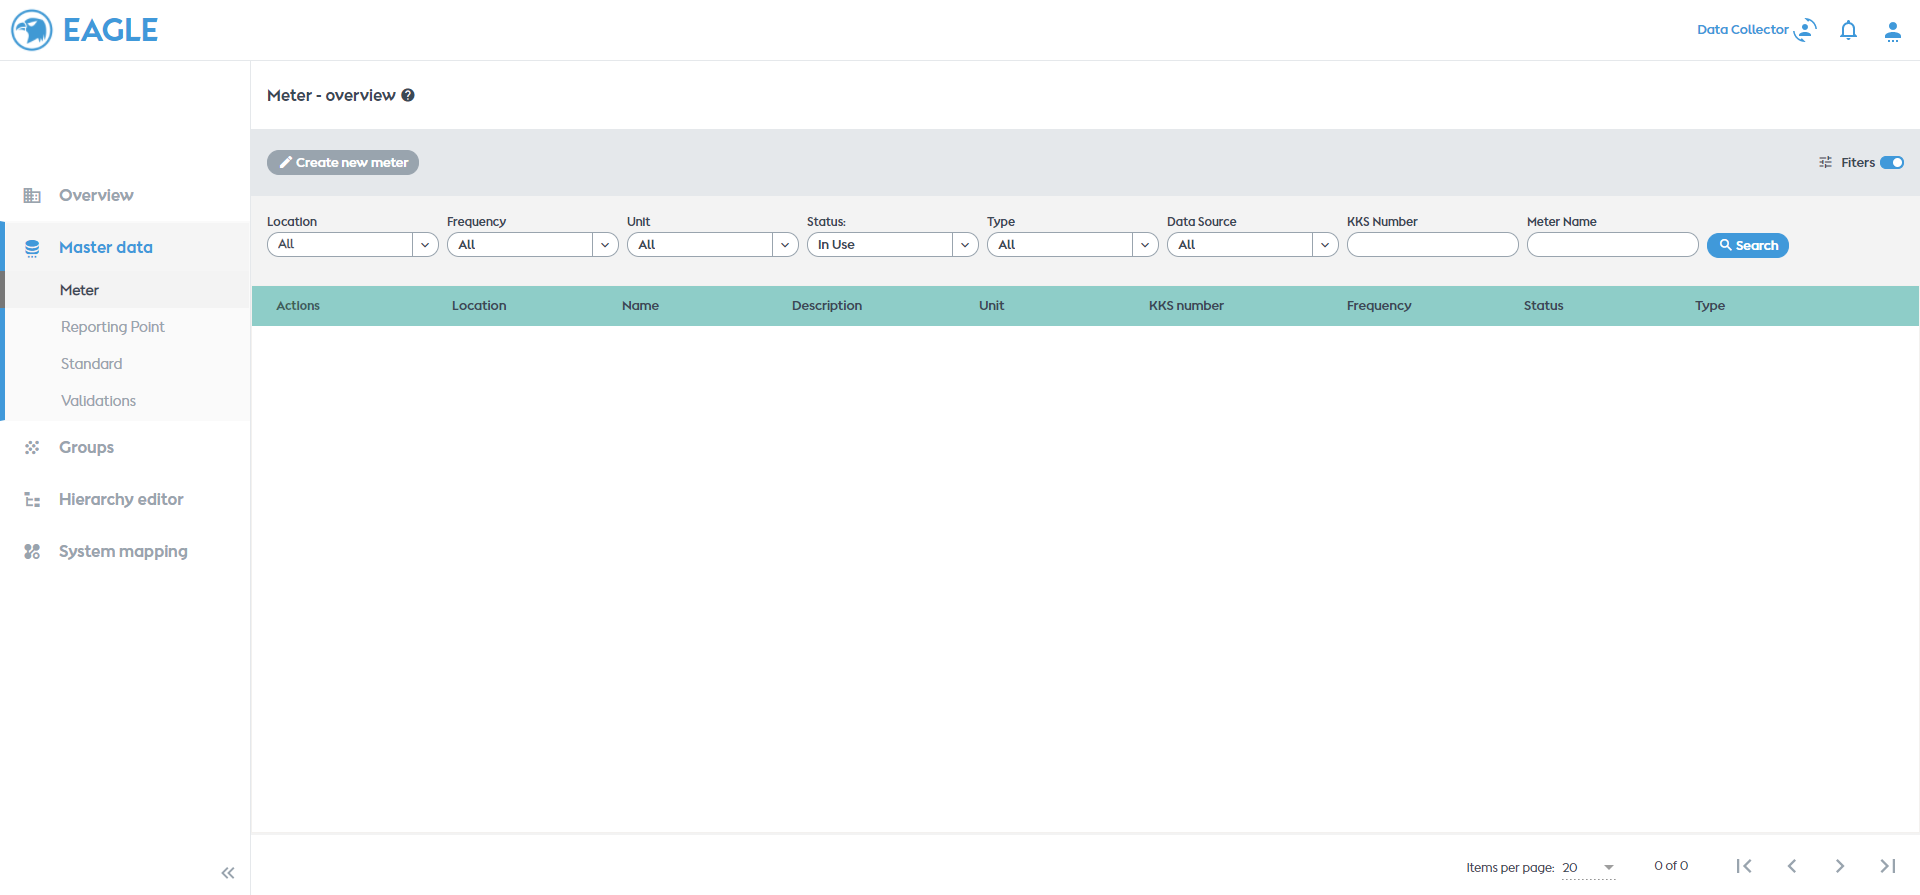 EAGLE
Data Collector
Meter - overview
Create new meter
Fiters
Overview
Master data
Meter
Reporting Point
Standard
Validations
Groups
Hierarchy editor
System mapping
Location Frequency Unit Status: Type Data Source KKS Number Meter Name
All All All In Use All All Search
Actions Location Name Description Unit KKS number Frequency Status Type
Items per page: 20 0 of 0